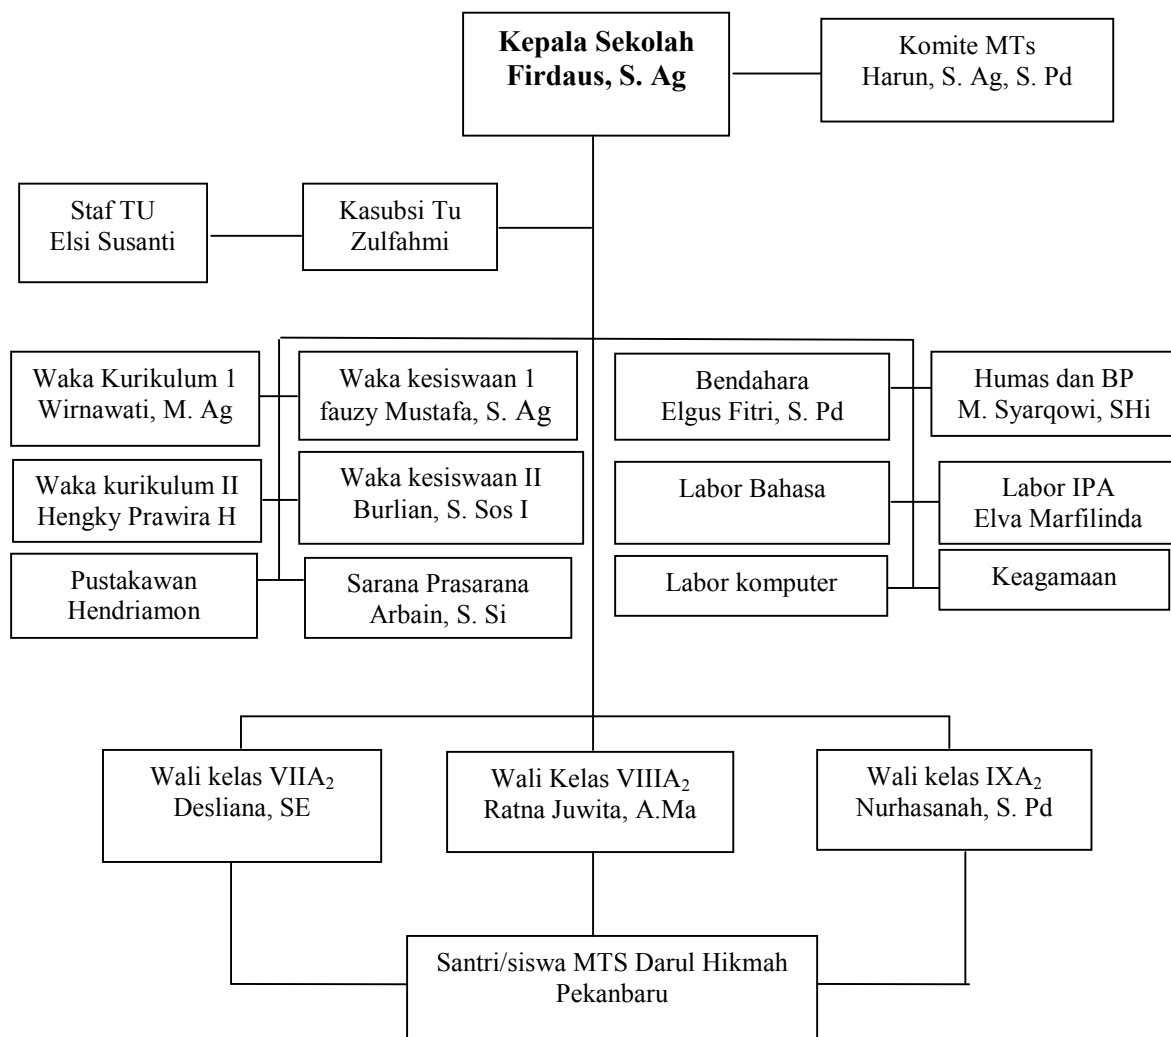 Kepala Sekolah
Firdaus, S. Ag
Komite MTs
Harun, S. Ag, S. Pd
Staf TU
Elsi Susanti
Kasubsi Tu
Zulfahmi
Waka Kurikulum 1
Wirnawati, M. Ag
Waka kesiswaan 1
fauzy Mustafa, S. Ag
Bendahara
Elgus Fitri, S. Pd
Humas dan BP
M. Syarqowi, SHi
Waka kurikulum II
Hengky Prawira H
Waka kesiswaan II
Burlian, S. Sos I
Labor Bahasa
Labor IPA
Elva Marfilinda
Pustakawan
Hendriamon
Sarana Prasarana
Arbain, S. Si
Labor komputer
Keagamaan
Wali kelas VIIA₂
Desliana, SE
Wali Kelas VIIIA₂
Ratna Juwita, A.Ma
Wali kelas IXA₂
Nurhasanah, S. Pd
Santri/siswa MTS Darul Hikmah
Pekanbaru